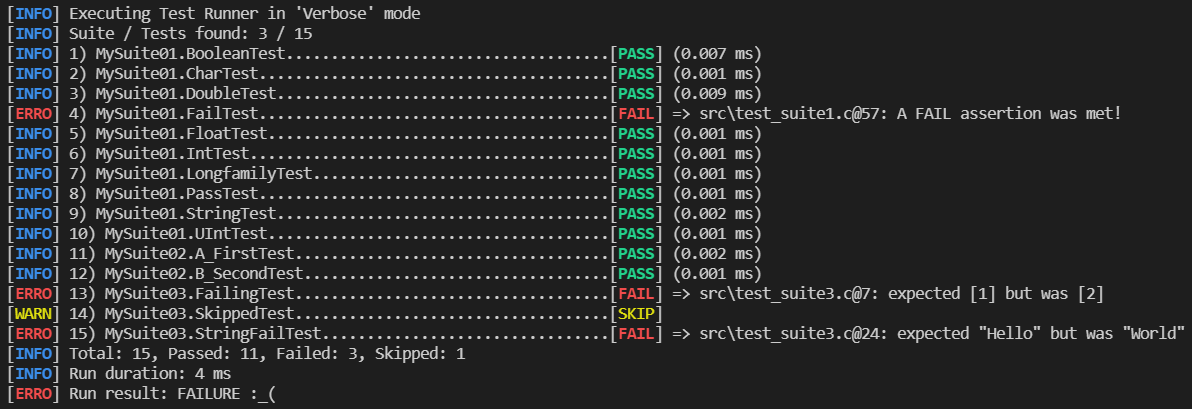 [INFO] Executing Test Runner in 'Verbose' mode
[INFO] Suite / Tests found: 3 / 15
[INFO] 1) MySuite01.BooleanTest....................................[PASS] (0.007 ms)
[INFO] 2) MySuite01.CharTest.......................................[PASS] (0.001 ms)
[INFO] 3) MySuite01.DoubleTest.....................................[PASS] (0.009 ms)
[ERRO] 4) MySuite01.FailTest.......................................[FAIL] => src\test_suite1.c@57: A FAIL assertion was met!
[INFO] 5) MySuite01.FloatTest......................................[PASS] (0.001 ms)
[INFO] 6) MySuite01.IntTest........................................[PASS] (0.001 ms)
[INFO] 7) MySuite01.LongfamilyTest.................................[PASS] (0.001 ms)
[INFO] 8) MySuite01.PassTest.......................................[PASS] (0.001 ms)
[INFO] 9) MySuite01.StringTest.....................................[PASS] (0.002 ms)
[INFO] 10) MySuite01.UIntTest......................................[PASS] (0.001 ms)
[INFO] 11) MySuite02.A_FirstTest...................................[PASS] (0.002 ms)
[INFO] 12) MySuite02.B_SecondTest..................................[PASS] (0.001 ms)
[ERRO] 13) MySuite03.FailingTest...................................[FAIL] => src\test_suite3.c@7: expected [1] but was [2]
[WARN] 14) MySuite03.SkippedTest...................................[SKIP]
[ERRO] 15) MySuite03.StringFailTest................................[FAIL] => src\test_suite3.c@24: expected "Hello" but was "World"
[INFO] Total: 15, Passed: 11, Failed: 3, Skipped: 1
[INFO] Run duration: 4 ms
[ERRO] Run result: FAILURE :_(